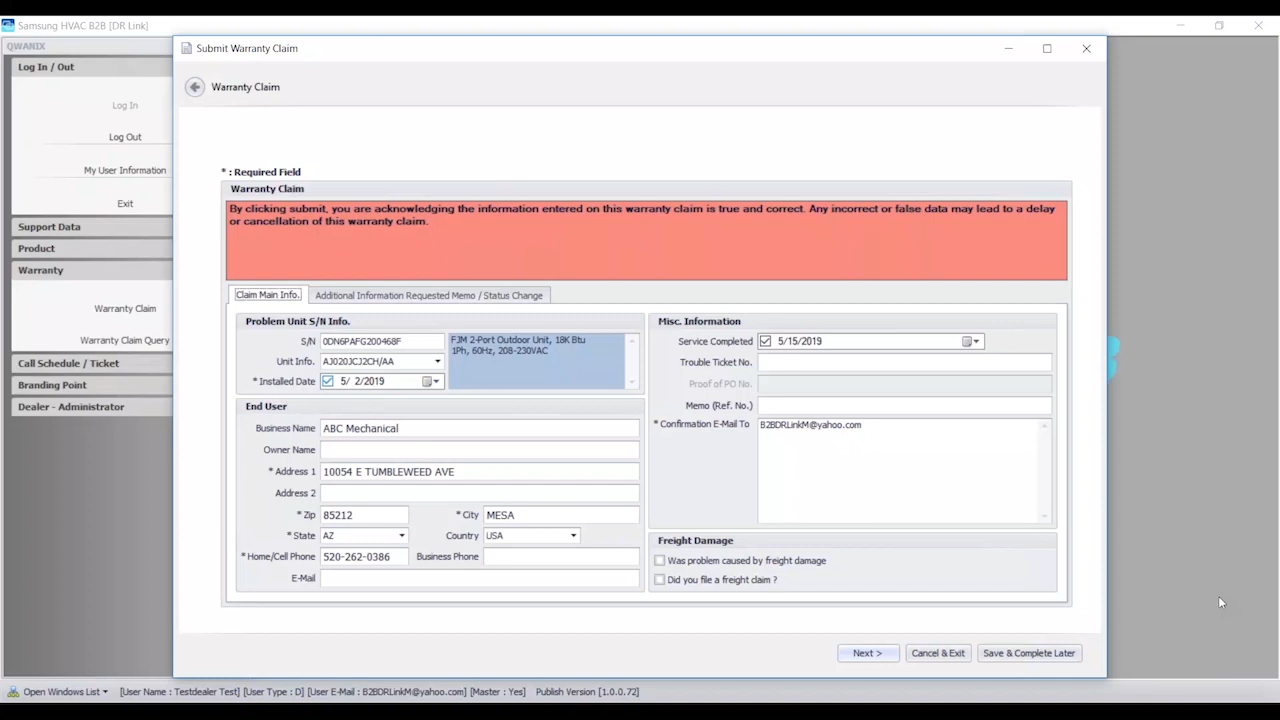 Samsung HVAC B2B [DR Link]
QWANIX
Log In / Out
Log In
Log Out
My User Information
Exit
Support Data
Product
Warranty
Warranty Claim
Warranty Claim Query
Call Schedule / Ticket
Branding Point
Dealer - Administrator
Submit Warranty Claim
Warranty Claim
* : Required Field
Warranty Claim
By clicking submit, you are acknowledging the information entered on this warranty claim is true and correct. Any incorrect or false data may lead to a delay
or cancellation of this warranty claim.
Claim Main Info. Additional Information Requested Memo / Status Change
Problem Unit S/N Info.
S/N 0DN6PAFG200468F
Unit Info. AJ020JCJ2CH/AA
* Installed Date 5/ 2/2019
FJM 2-Port Outdoor Unit, 18K Btu
1Ph, 60Hz, 208-230VAC
End User
Business Name ABC Mechanical
Owner Name
* Address 1 10054 E TUMBLEWEED AVE
Address 2
* Zip 85212 * City MESA
* State AZ Country USA
* Home/Cell Phone 520-262-0386 Business Phone
E-Mail
Misc. Information
Service Completed 5/15/2019
Trouble Ticket No.
Proof of PO No.
Memo (Ref. No.)
* Confirmation E-Mail To B2BDRLinkM@yahoo.com
Freight Damage
Was problem caused by freight damage
Did you file a freight claim ?
Next > Cancel & Exit Save & Complete Later
Open Windows List [User Name : Testdealer Test] [User Type : D] [User E-Mail : B2BDRLinkM@yahoo.com] [Master : Yes] Publish Version [1.0.0.72]